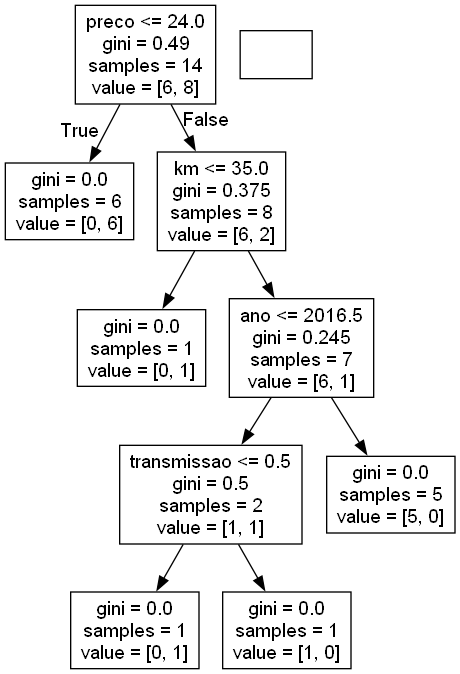 preco <= 24.0
gini = 0.49
samples = 14
value = [6, 8]
True
False
gini = 0.0
samples = 6
value = [0, 6]
km <= 35.0
gini = 0.375
samples = 8
value = [6, 2]
gini = 0.0
samples = 1
value = [0, 1]
ano <= 2016.5
gini = 0.245
samples = 7
value = [6, 1]
transmissao <= 0.5
gini = 0.5
samples = 2
value = [1, 1]
gini = 0.0
samples = 5
value = [5, 0]
gini = 0.0
samples = 1
value = [0, 1]
gini = 0.0
samples = 1
value = [1, 0]